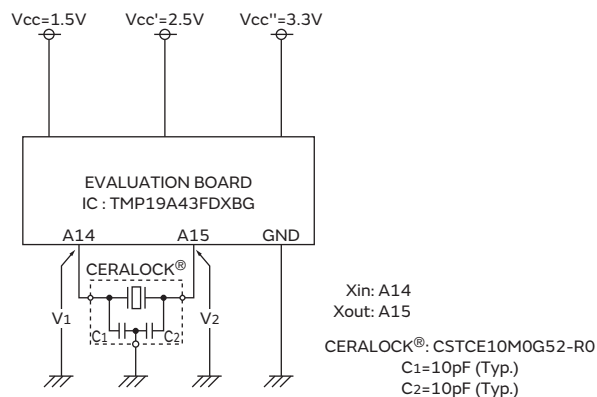 Vcc=1.5V Vcc'=2.5V Vcc"=3.3V
EVALUATION BOARD
IC : TMP19A43FDXBG
A14 A15 GND
CERALOCK®
V1 C1 C2 V2
Xin: A14
Xout: A15
CERALOCK®: CSTCE10M0G52-R0
C1=10pF (Typ.)
C2=10pF (Typ.)